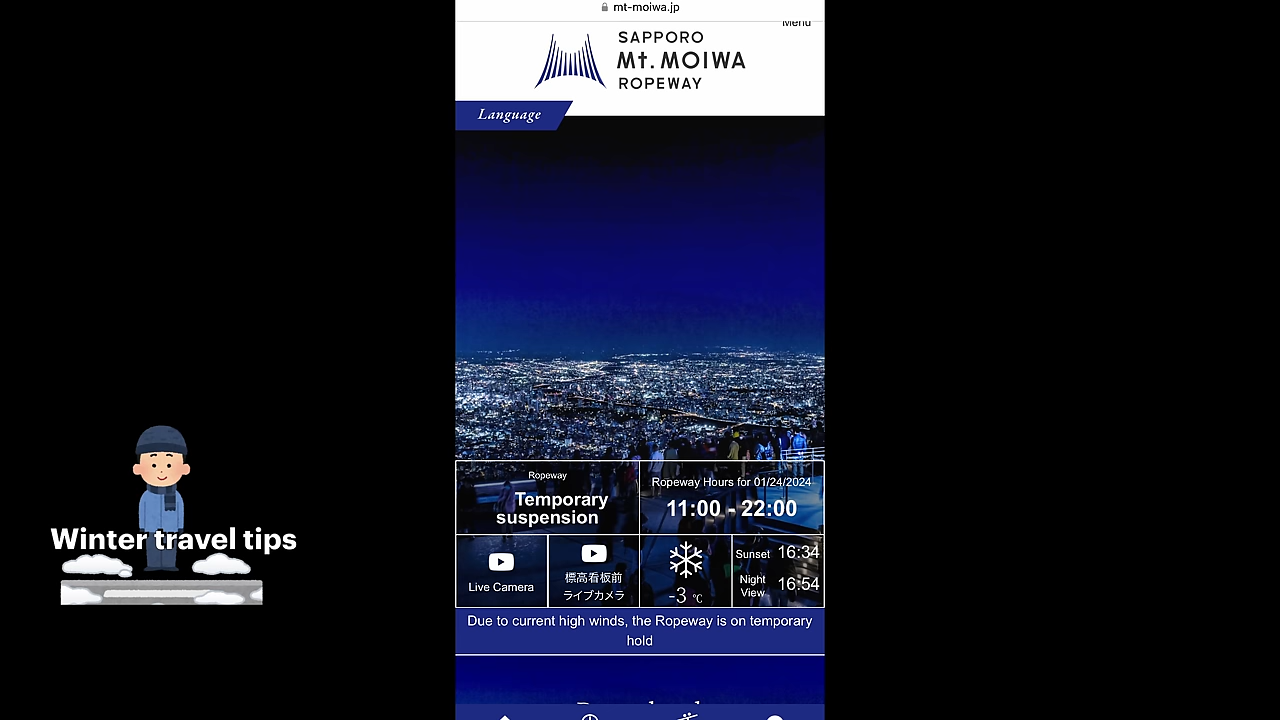 mt-moiwa.jp
Menu
SAPPORO
Mt. MOIWA
ROPEWAY
Language
Ropeway
Temporary
suspension
Ropeway Hours for 01/24/2024
11:00 - 22:00
Live Camera
標高看板前
ライブカメラ
-3 ℃
Sunset 16:34
Night
View 16:54
Due to current high winds, the Ropeway is on temporary
hold
Winter travel tips